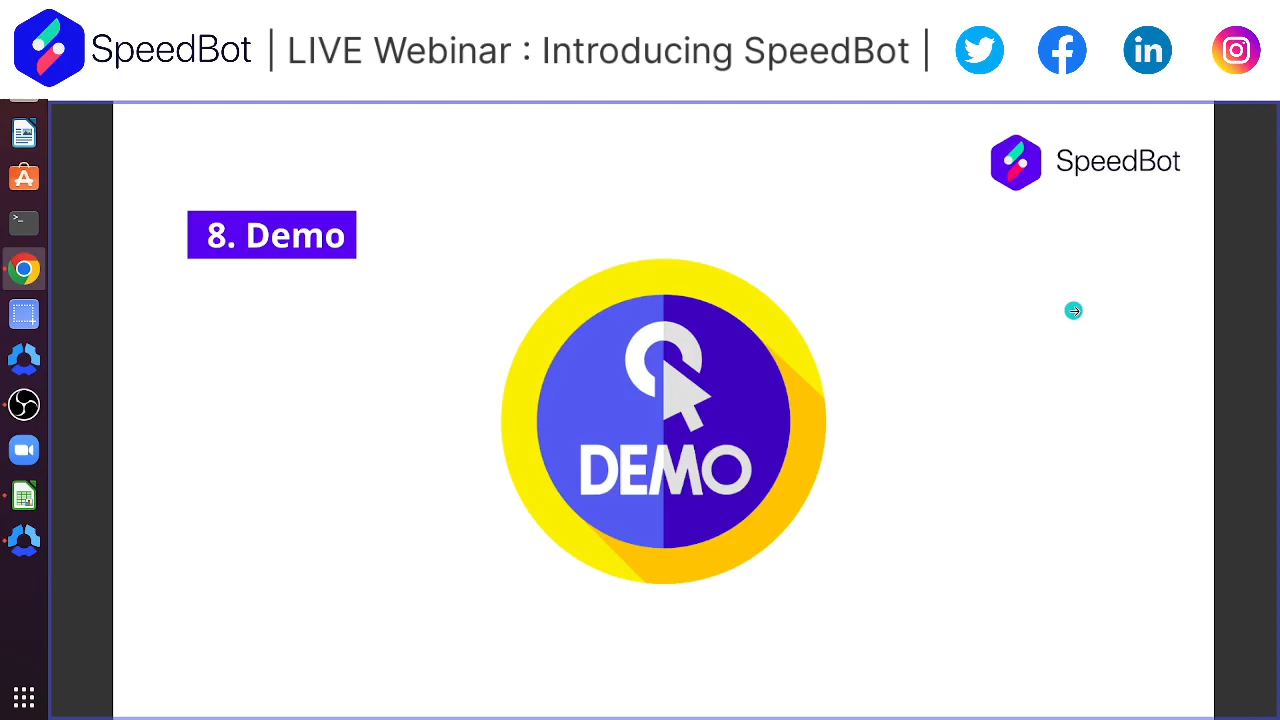 SpeedBot | LIVE Webinar : Introducing SpeedBot |
SpeedBot
8. Demo
DEMO